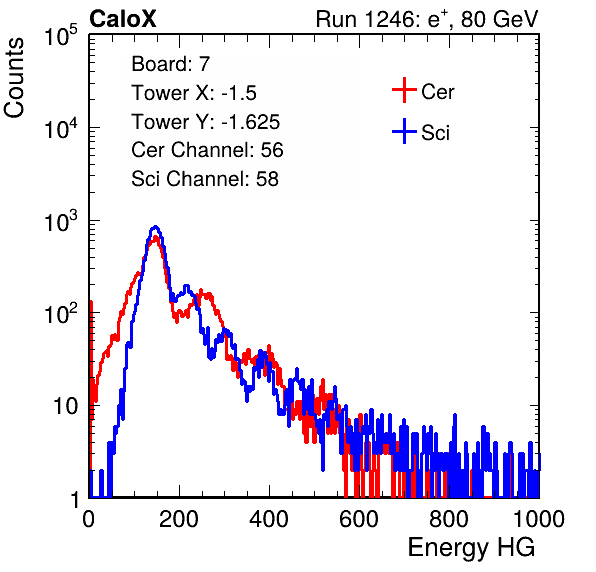 CaloX Run 1246: e⁺, 80 GeV
Counts
Board: 7
Tower X: -1.5
Tower Y: -1.625
Cer Channel: 56
Sci Channel: 58
Cer
Sci
10⁵
10⁴
10³
10²
10
1
0 200 400 600 800 1000
Energy HG